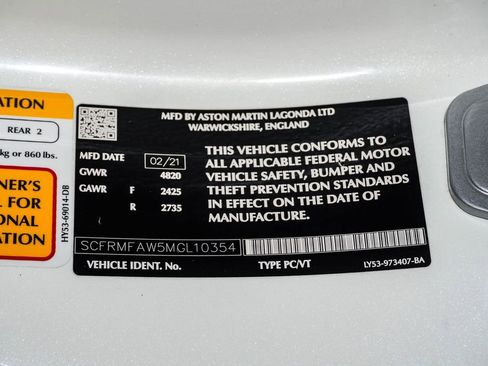 ATION
REAR 2
kg or 860 lbs.
NER'S
L FOR
ONAL
TION
HY53-69014-DB
MFD BY ASTON MARTIN LAGONDA LTD
WARWICKSHIRE, ENGLAND
MFD DATE 02/21
GVWR 4820
GAWR F 2425
R 2735
THIS VEHICLE CONFORMS TO
ALL APPLICABLE FEDERAL MOTOR
VEHICLE SAFETY, BUMPER AND
THEFT PREVENTION STANDARDS
IN EFFECT ON THE DATE OF
MANUFACTURE.
SCFRMFAW5MGL10354
VEHICLE IDENT. No. TYPE PC/VT
LY53-973407-BA